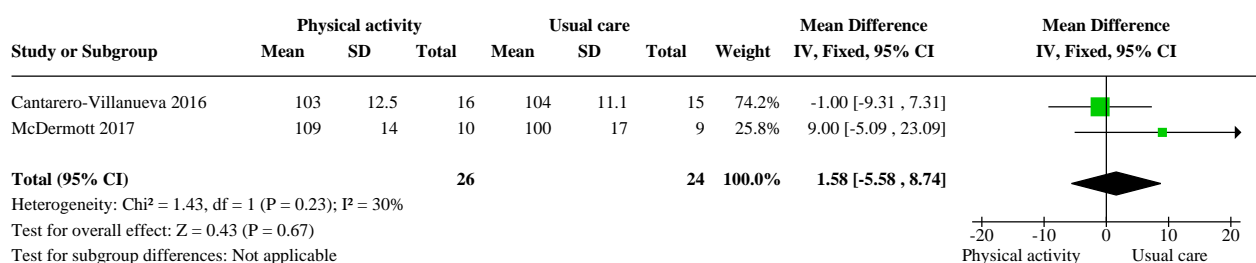 Physical activity Usual care Mean Difference Mean Difference
Study or Subgroup Mean SD Total Mean SD Total Weight IV, Fixed, 95% CI IV, Fixed, 95% CI
Cantarero-Villanueva 2016 103 12.5 16 104 11.1 15 74.2% -1.00 [-9.31 , 7.31]
McDermott 2017 109 14 10 100 17 9 25.8% 9.00 [-5.09 , 23.09]
Total (95% CI) 26 24 100.0% 1.58 [-5.58 , 8.74]
Heterogeneity: Chi² = 1.43, df = 1 (P = 0.23); I² = 30%
Test for overall effect: Z = 0.43 (P = 0.67) -20 -10 0 10 20
Test for subgroup differences: Not applicable Physical activity Usual care